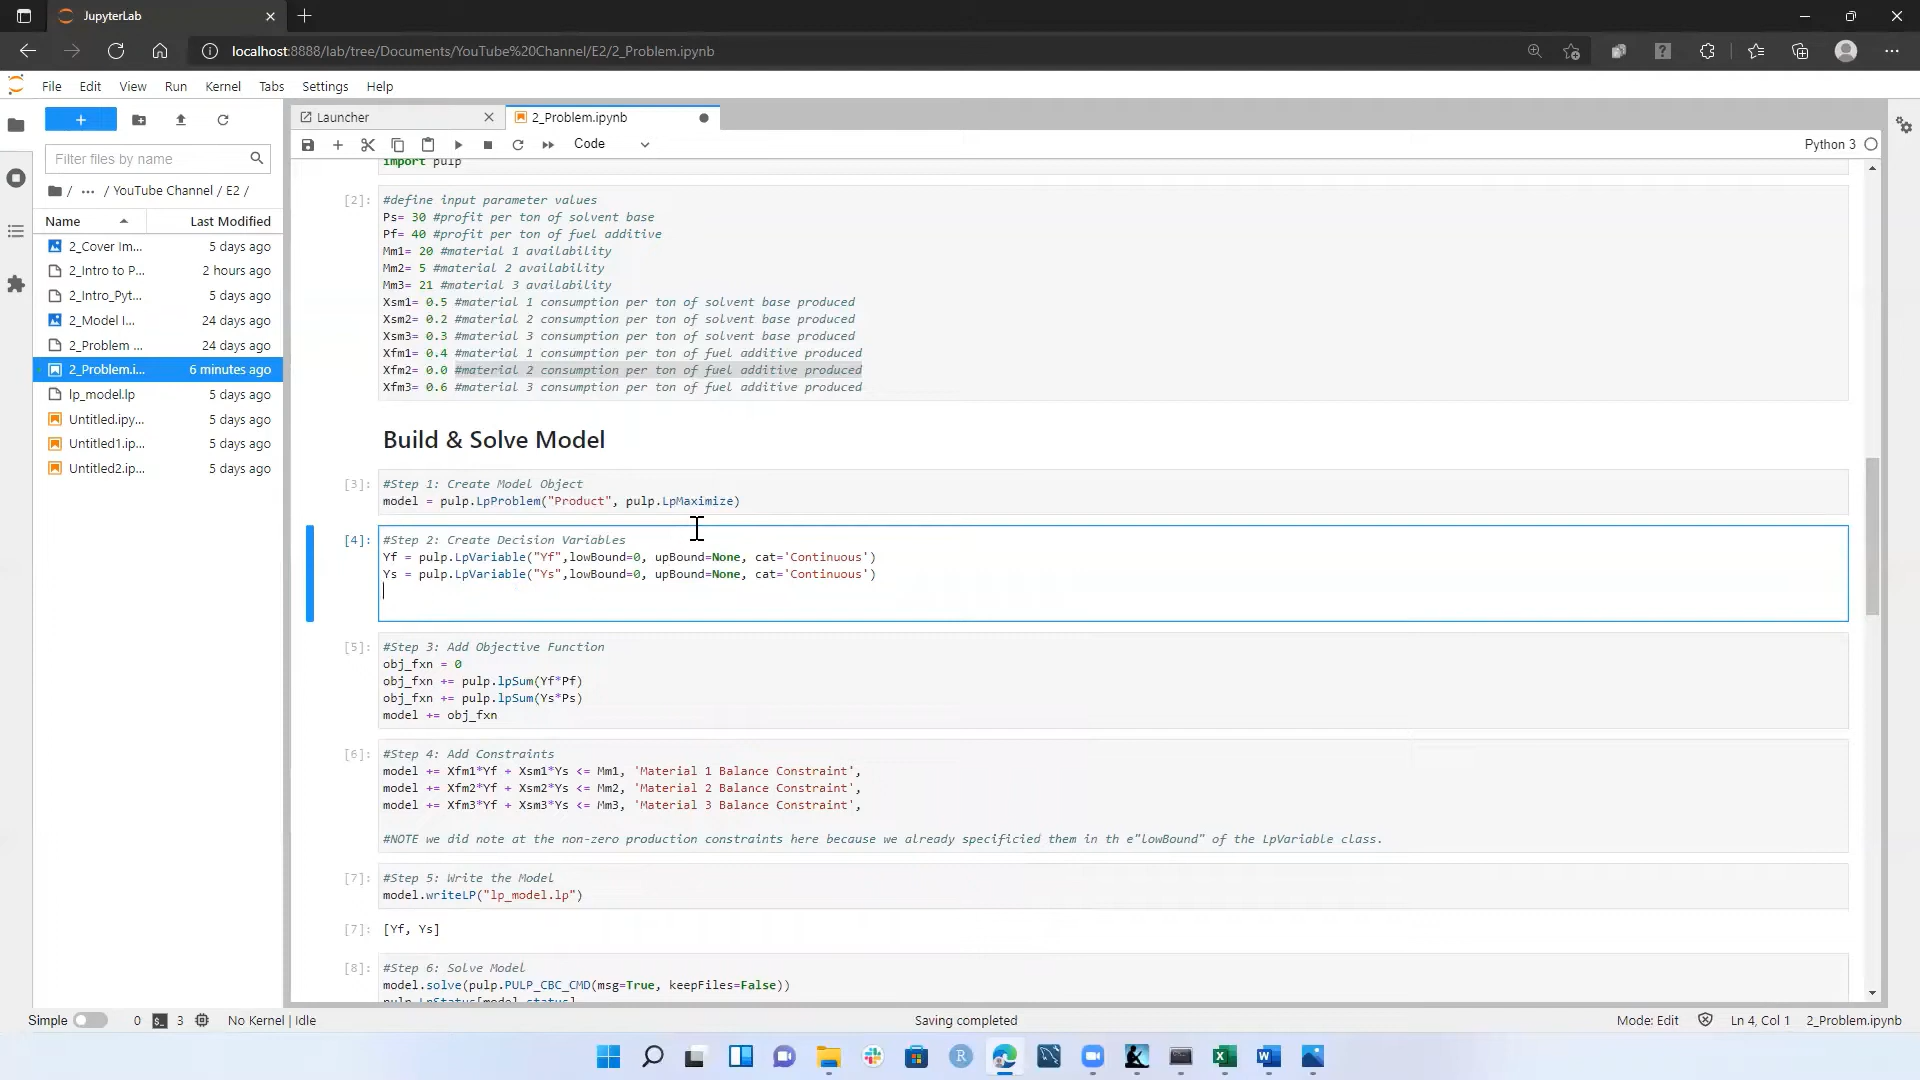 JupyterLab
localhost:8888/lab/tree/Documents/YouTube%20Channel/E2/2_Problem.ipynb
File Edit View Run Kernel Tabs Settings Help
Filter files by name
/ ... / YouTube Channel / E2 /
Name Last Modified
2_Cover Im... 5 days ago
2_Intro to P... 2 hours ago
2_Intro_Pyt... 5 days ago
2_Model I... 24 days ago
2_Problem ... 24 days ago
2_Problem.i... 6 minutes ago
lp_model.lp 5 days ago
Untitled.ipy... 5 days ago
Untitled1.ip... 5 days ago
Untitled2.ip... 5 days ago
Launcher
2_Problem.ipynb
Code
Python 3
import pulp
[2]: #define input parameter values
Ps= 30 #profit per ton of solvent base
Pf= 40 #profit per ton of fuel additive
Mm1= 20 #material 1 availability
Mm2= 5 #material 2 availability
Mm3= 21 #material 3 availability
Xsm1= 0.5 #material 1 consumption per ton of solvent base produced
Xsm2= 0.2 #material 2 consumption per ton of solvent base produced
Xsm3= 0.3 #material 3 consumption per ton of solvent base produced
Xfm1= 0.4 #material 1 consumption per ton of fuel additive produced
Xfm2= 0.0 #material 2 consumption per ton of fuel additive produced
Xfm3= 0.6 #material 3 consumption per ton of fuel additive produced
Build & Solve Model
[3]: #Step 1: Create Model Object
model = pulp.LpProblem("Product", pulp.LpMaximize)
[4]: #Step 2: Create Decision Variables
Yf = pulp.LpVariable("Yf",lowBound=0, upBound=None, cat='Continuous')
Ys = pulp.LpVariable("Ys",lowBound=0, upBound=None, cat='Continuous')
[5]: #Step 3: Add Objective Function
obj_fxn = 0
obj_fxn += pulp.lpSum(Yf*Pf)
obj_fxn += pulp.lpSum(Ys*Ps)
model += obj_fxn
[6]: #Step 4: Add Constraints
model += Xfm1*Yf + Xsm1*Ys <= Mm1, 'Material 1 Balance Constraint',
model += Xfm2*Yf + Xsm2*Ys <= Mm2, 'Material 2 Balance Constraint',
model += Xfm3*Yf + Xsm3*Ys <= Mm3, 'Material 3 Balance Constraint',
#NOTE we did note at the non-zero production constraints here because we already specificied them in th e"lowBound" of the LpVariable class.
[7]: #Step 5: Write the Model
model.writeLP("lp_model.lp")
[7]: [Yf, Ys]
[8]: #Step 6: Solve Model
model.solve(pulp.PULP_CBC_CMD(msg=True, keepFiles=False))
pulp.LpStatus[model.status]
Simple 0 3 No Kernel | Idle Saving completed Mode: Edit Ln 4, Col 1 2_Problem.ipynb